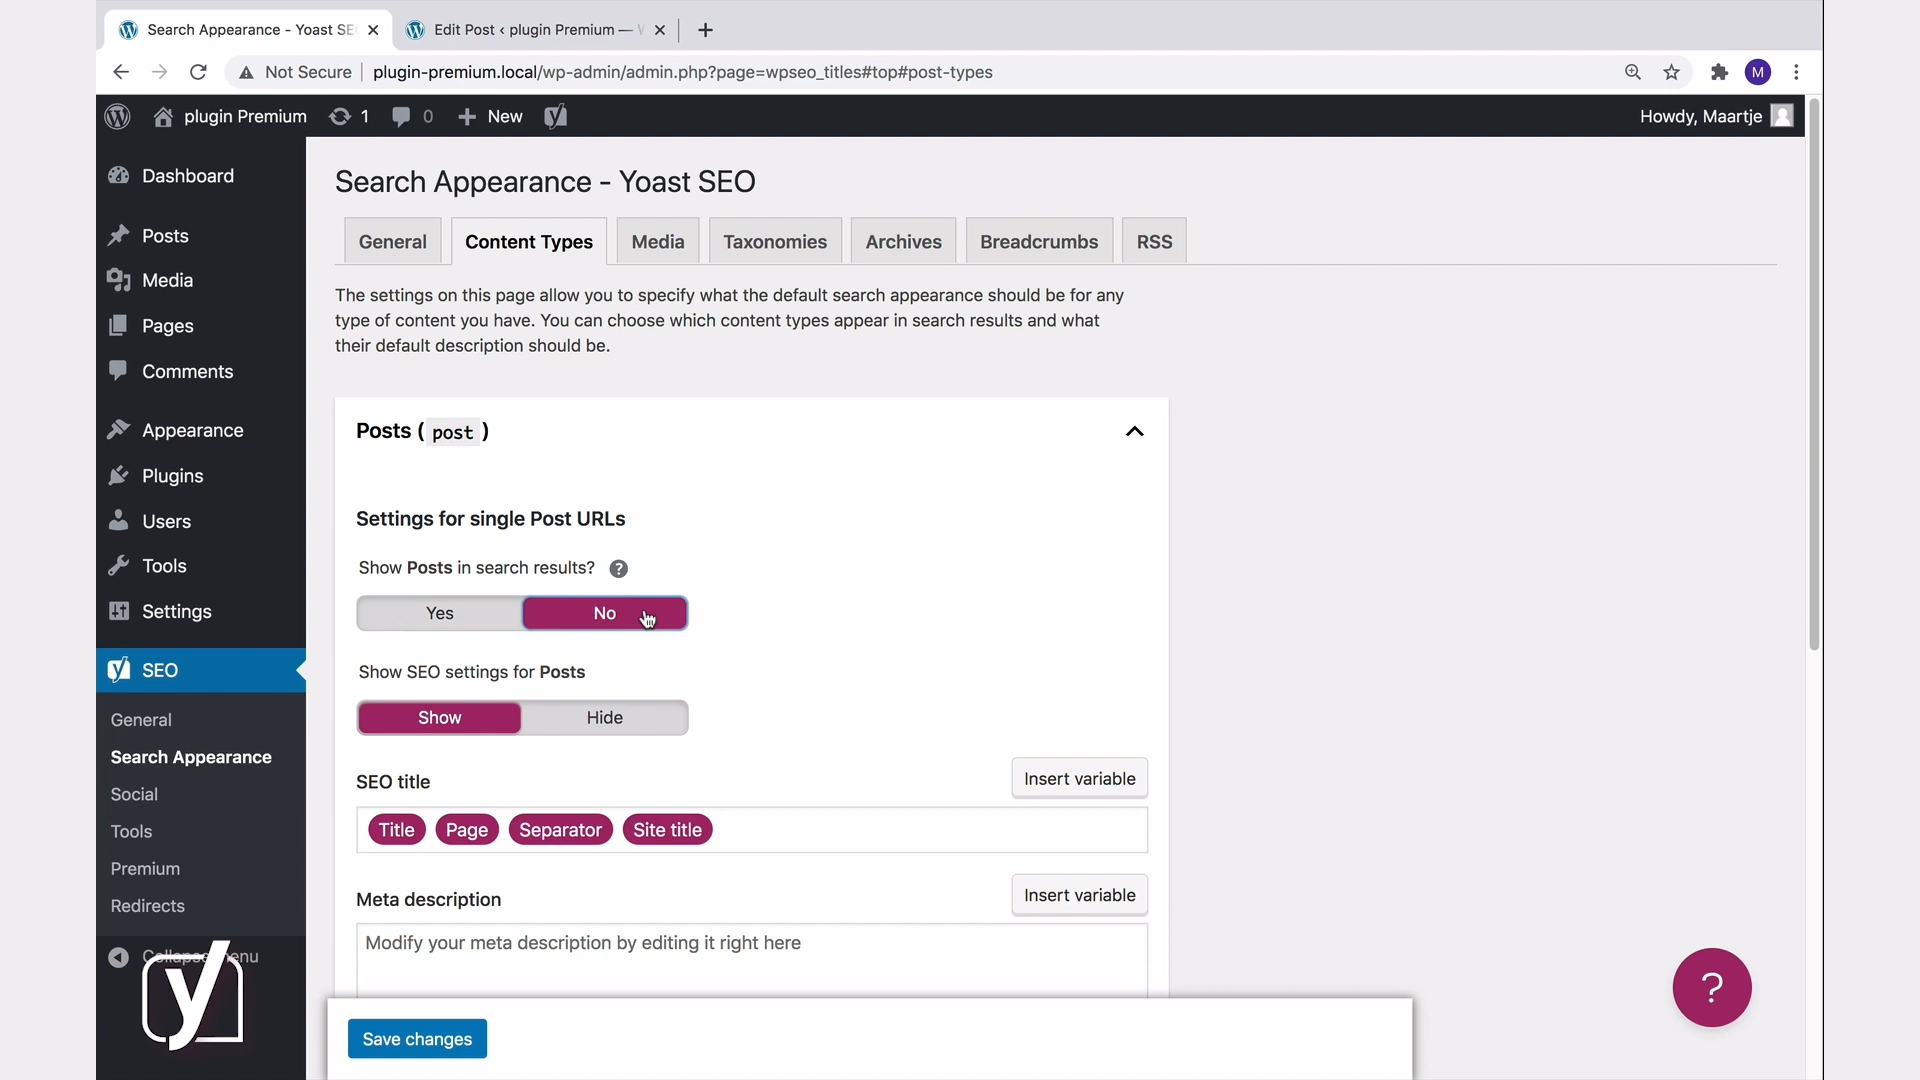 Search Appearance - Yoast SE
Edit Post ‹ plugin Premium —
Not Secure
plugin-premium.local/wp-admin/admin.php?page=wpseo_titles#top#post-types
M
plugin Premium
1
0
New
Howdy, Maartje
Dashboard
Posts
Media
Pages
Comments
Appearance
Plugins
Users
Tools
Settings
SEO
General
Search Appearance
Social
Tools
Premium
Redirects
Collapse menu
Search Appearance - Yoast SEO
General
Content Types
Media
Taxonomies
Archives
Breadcrumbs
RSS
The settings on this page allow you to specify what the default search appearance should be for any
type of content you have. You can choose which content types appear in search results and what
their default description should be.
Posts ( post )
Settings for single Post URLs
Show Posts in search results? ?
Yes
No
Show SEO settings for Posts
Show
Hide
SEO title
Insert variable
Title
Page
Separator
Site title
Meta description
Insert variable
Modify your meta description by editing it right here
Save changes
?
y